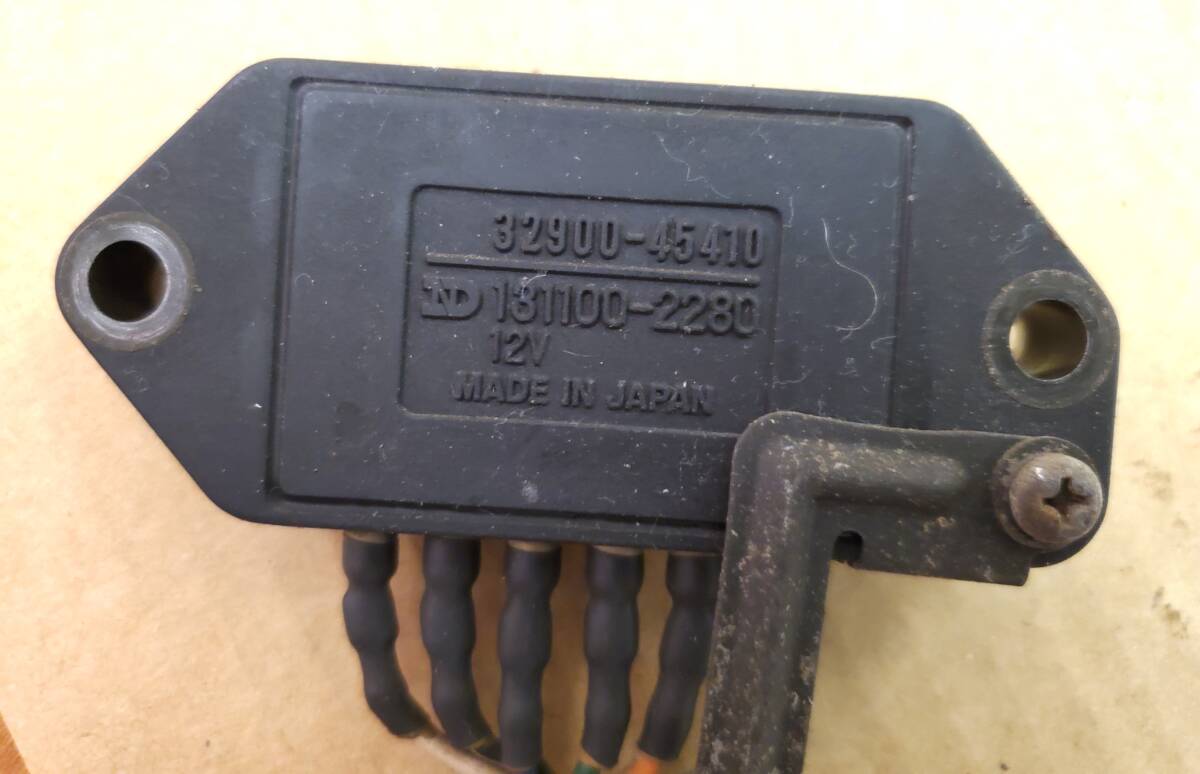 32900-45410
ND 131100-2280
12V
MADE IN JAPAN